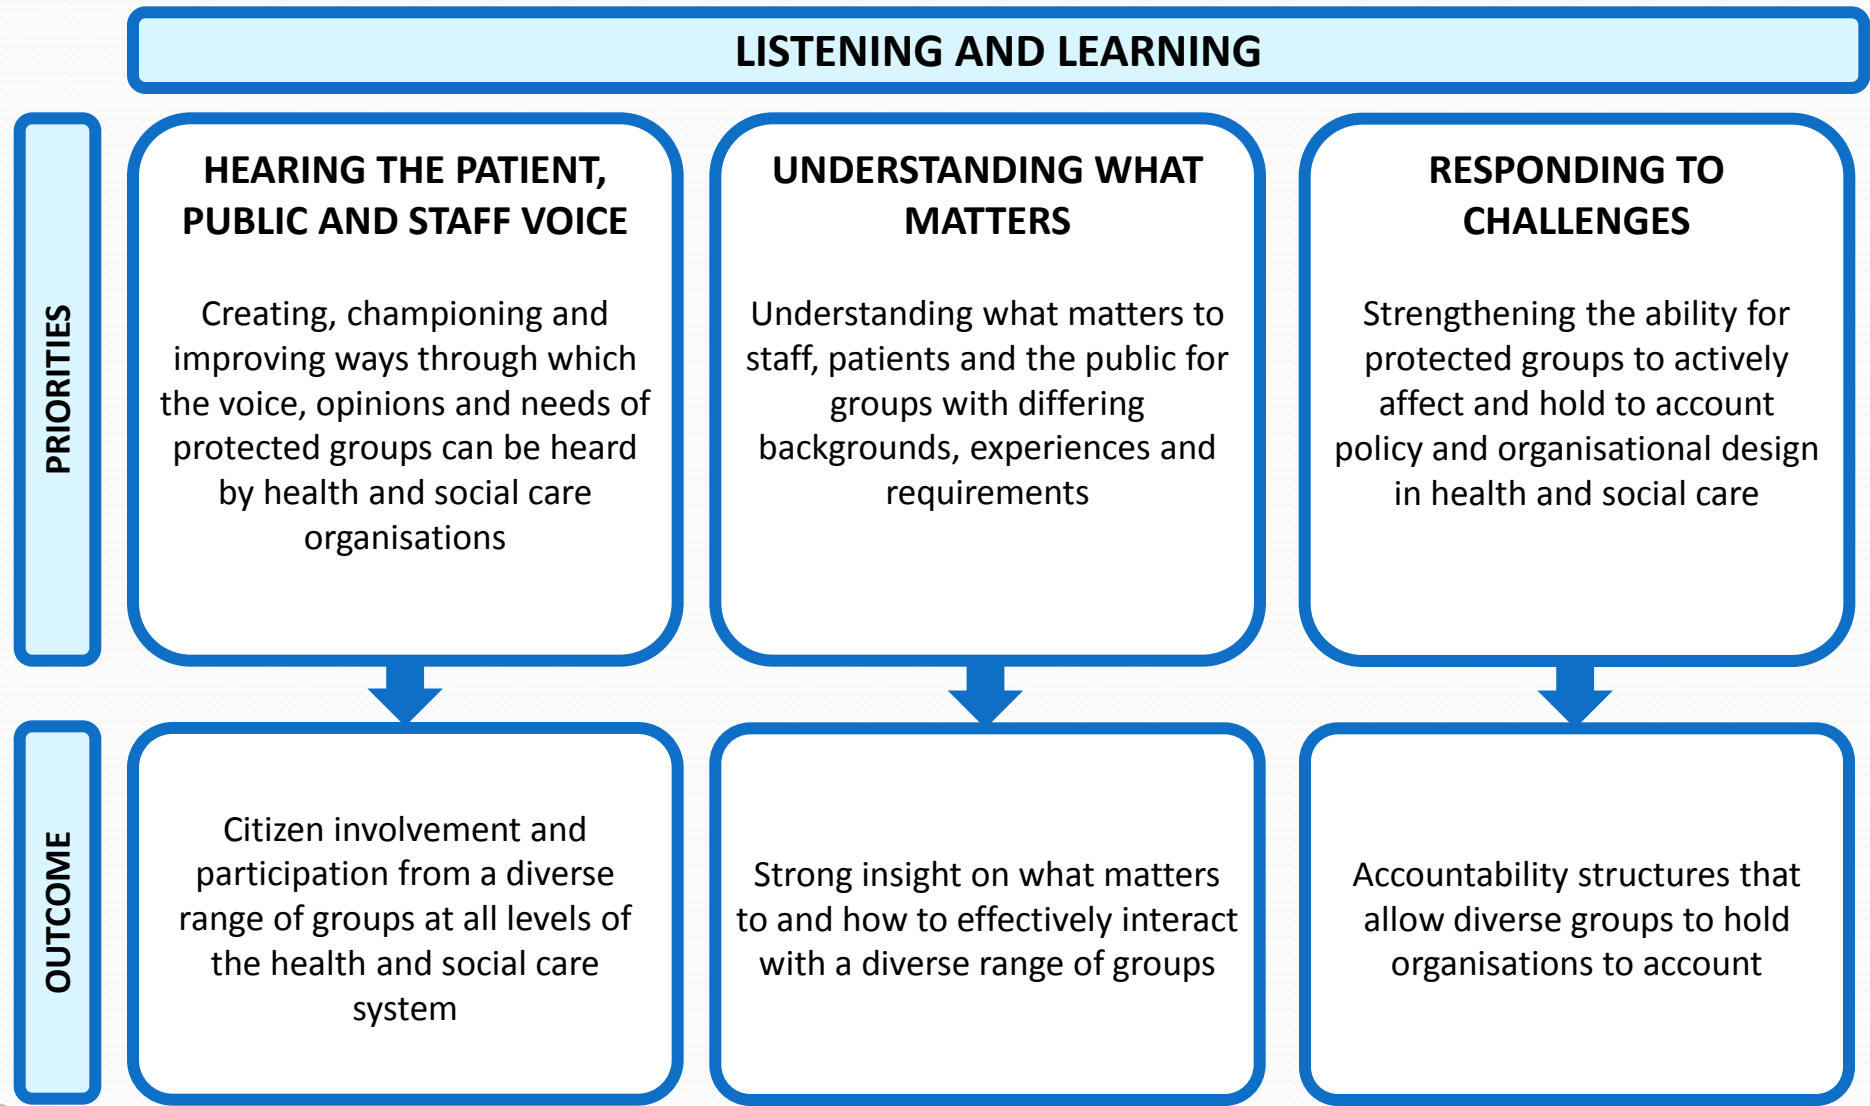 LISTENING AND LEARNING
PRIORITIES
HEARING THE PATIENT,
PUBLIC AND STAFF VOICE
Creating, championing and
improving ways through which
the voice, opinions and needs of
protected groups can be heard
by health and social care
organisations
UNDERSTANDING WHAT
MATTERS
Understanding what matters to
staff, patients and the public for
groups with differing
backgrounds, experiences and
requirements
RESPONDING TO
CHALLENGES
Strengthening the ability for
protected groups to actively
affect and hold to account
policy and organisational design
in health and social care
OUTCOME
Citizen involvement and
participation from a diverse
range of groups at all levels of
the health and social care
system
Strong insight on what matters
to and how to effectively interact
with a diverse range of groups
Accountability structures that
allow diverse groups to hold
organisations to account